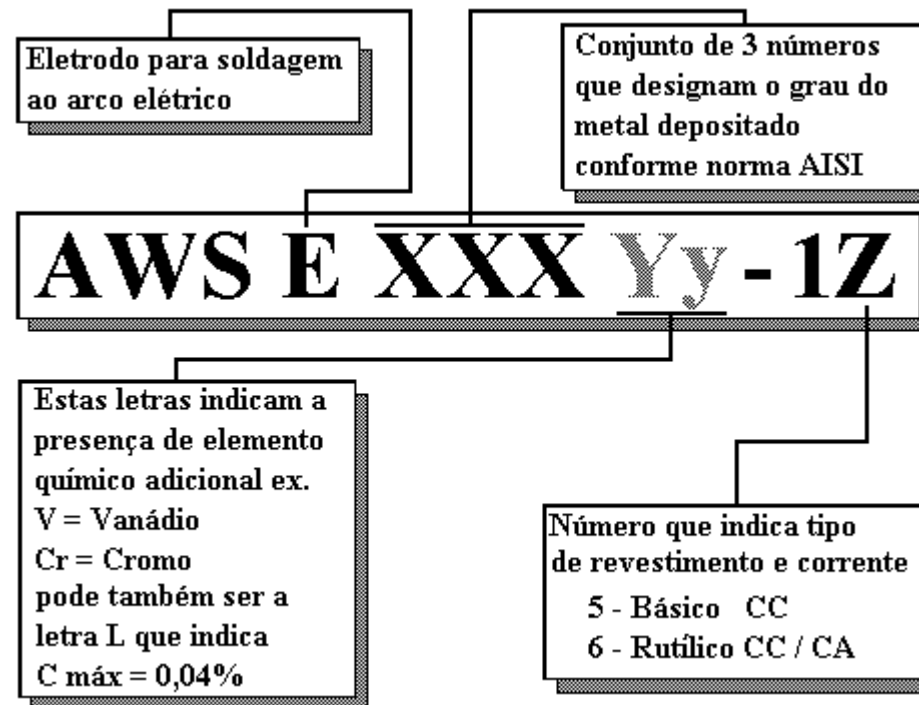 Eletrodo para soldagem
ao arco elétrico
Conjunto de 3 números
que designam o grau do
metal depositado
conforme norma AISI
AWS E XXX Yy - 1Z
Estas letras indicam a
presença de elemento
químico adicional ex.
V = Vanádio
Cr = Cromo
pode também ser a
letra L que indica
C máx = 0,04%
Número que indica tipo
de revestimento e corrente
5 - Básico CC
6 - Rutílico CC / CA